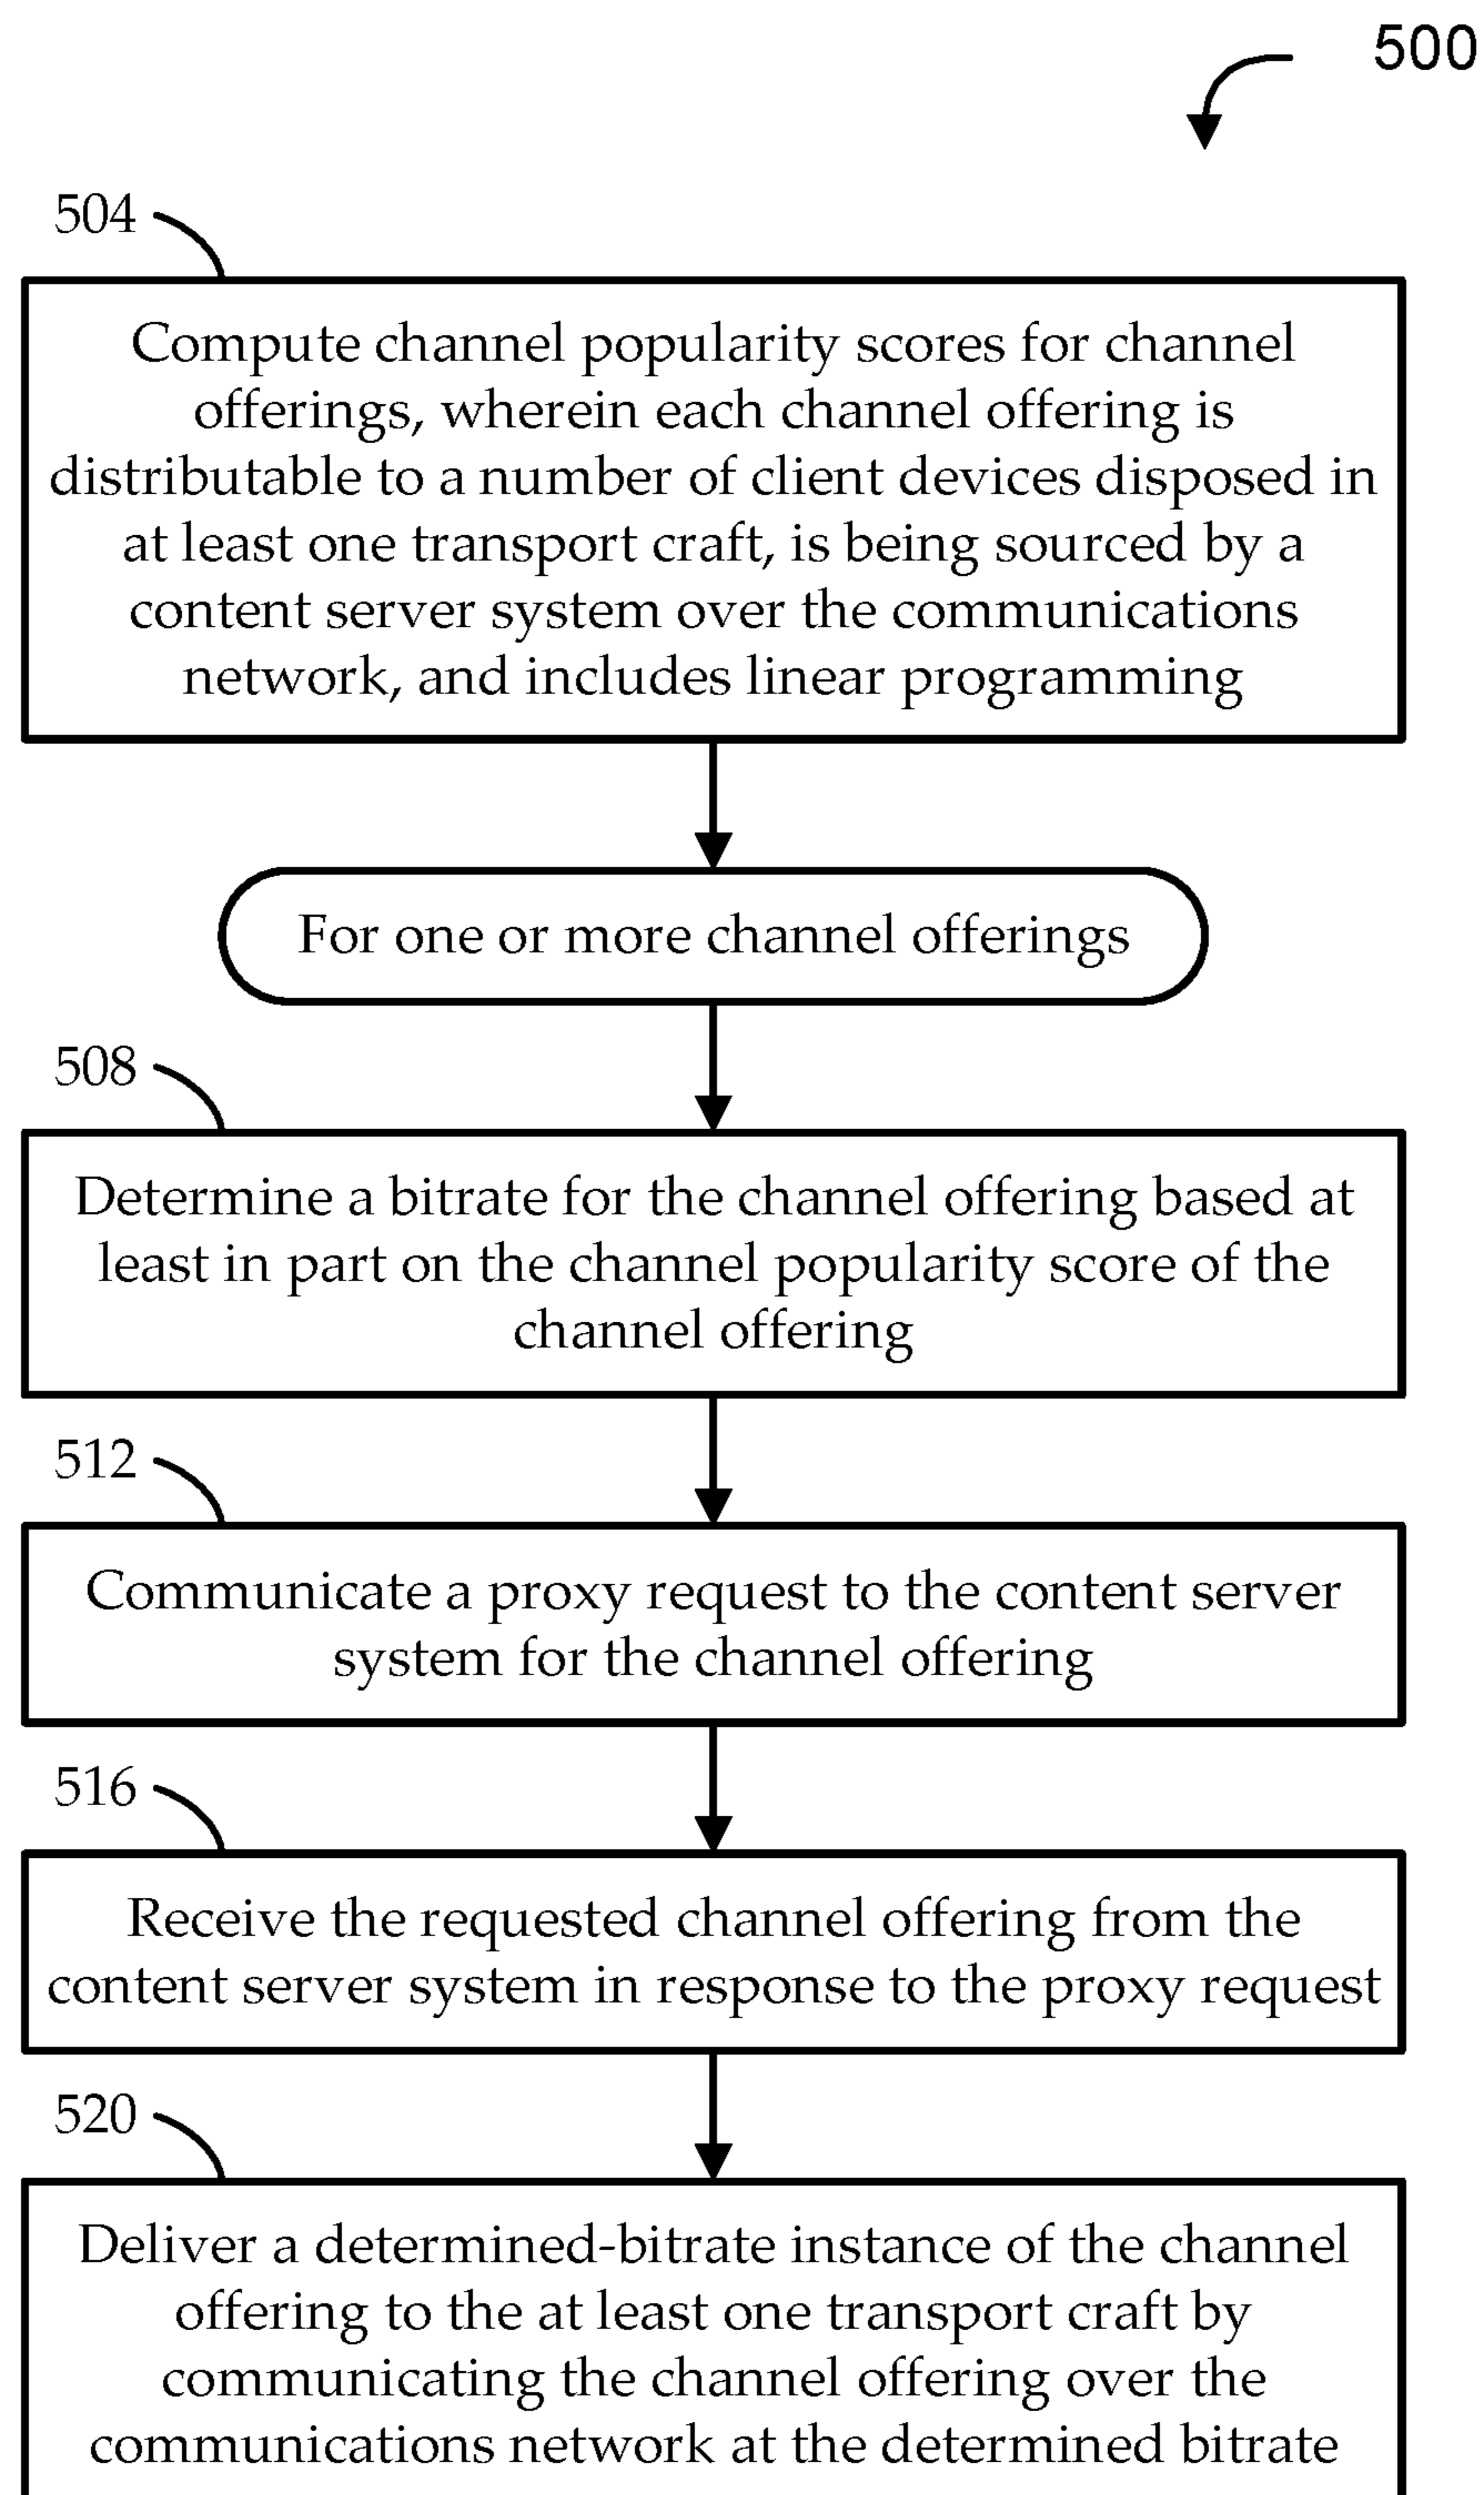 500
504
Compute channel popularity scores for channel
offerings, wherein each channel offering is
distributable to a number of client devices disposed in
at least one transport craft, is being sourced by a
content server system over the communications
network, and includes linear programming
For one or more channel offerings
508
Determine a bitrate for the channel offering based at
least in part on the channel popularity score of the
channel offering
512
Communicate a proxy request to the content server
system for the channel offering
516
Receive the requested channel offering from the
content server system in response to the proxy request
520
Deliver a determined-bitrate instance of the channel
offering to the at least one transport craft by
communicating the channel offering over the
communications network at the determined bitrate